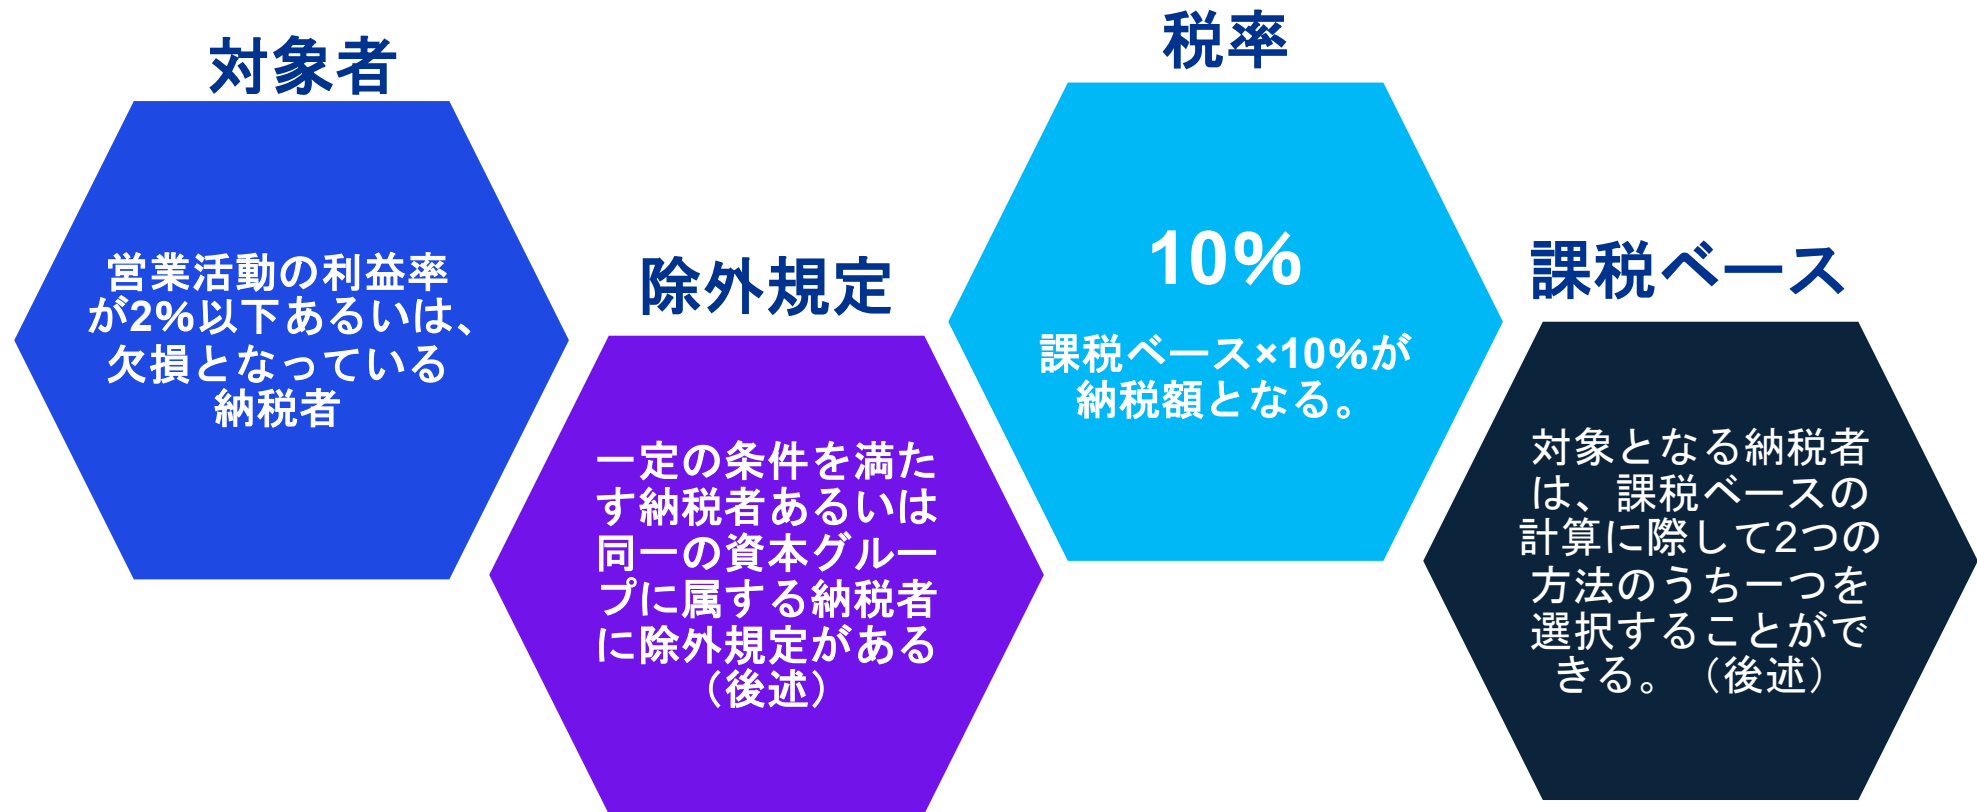 対象者
営業活動の利益率
が2%以下あるいは、
欠損となっている
納税者
除外規定
一定の条件を満た
す納税者あるいは
同一の資本グルー
プに属する納税者
に除外規定がある
（後述）
税率
10%
課税ベース×10%が
納税額となる。
課税ベース
対象となる納税者
は、課税ベースの
計算に際して2つの
方法のうち一つを
選択することがで
きる。（後述）